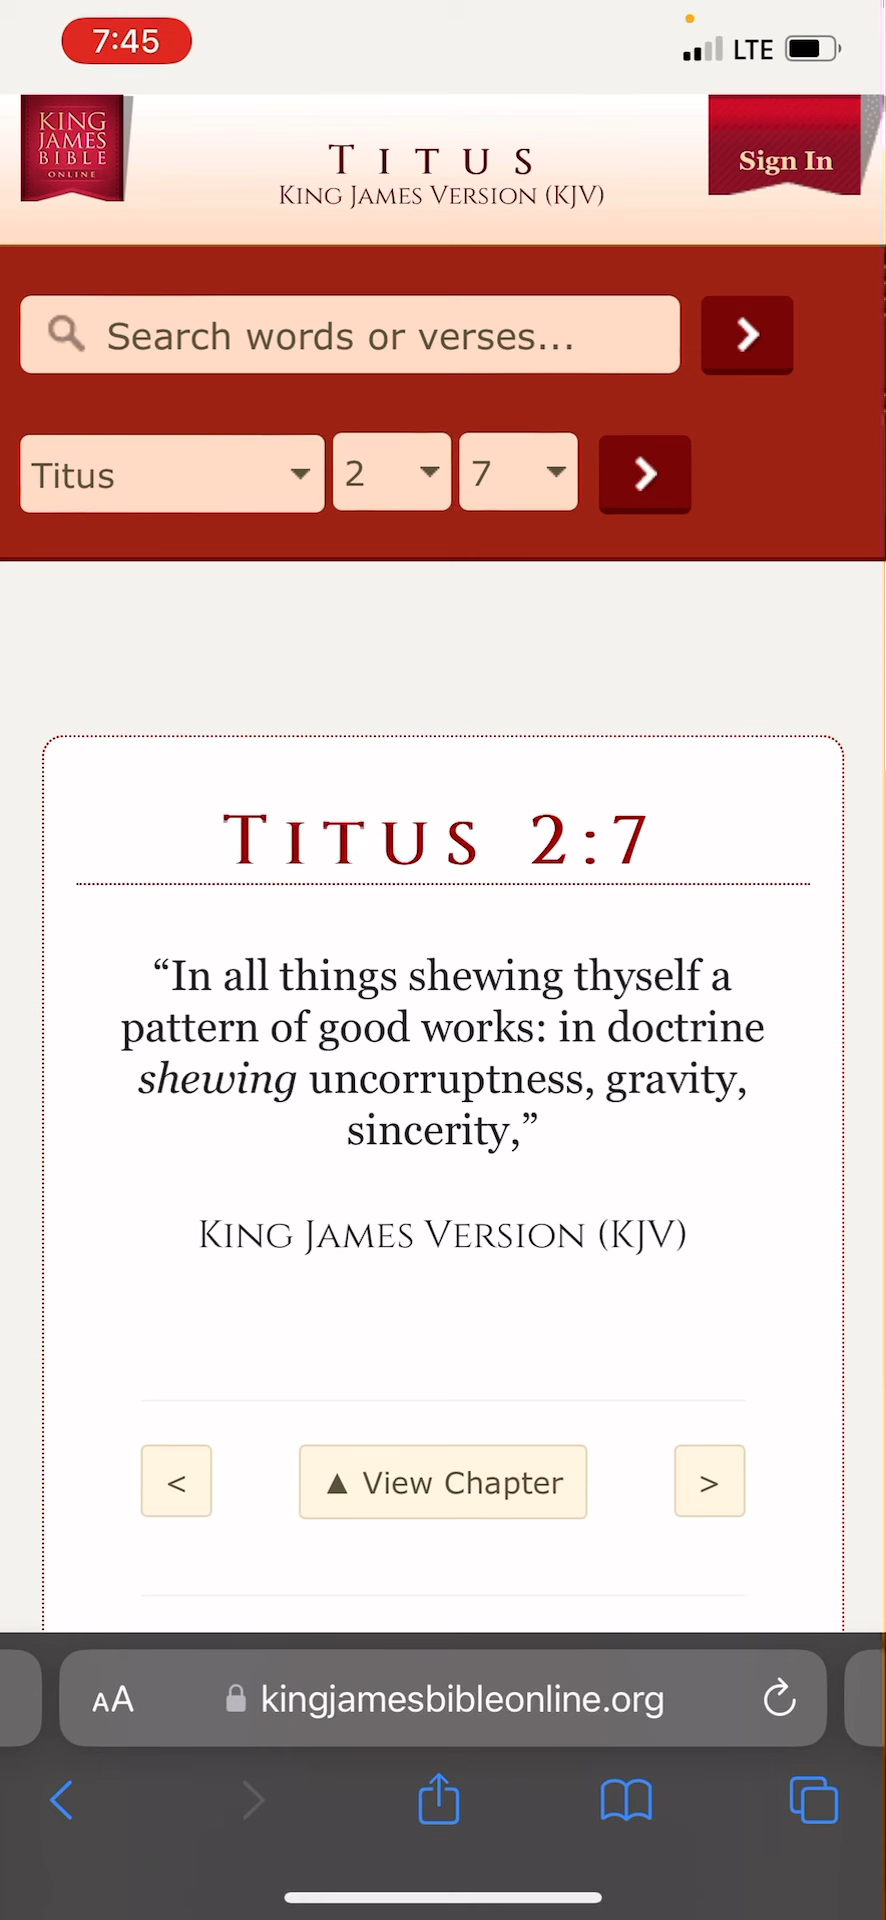 7:45
LTE
KING
JAMES
BIBLE
ONLINE
TITUS
KING JAMES VERSION (KJV)
Sign In
Search words or verses...
Titus 2 7
TITUS 2:7
“In all things shewing thyself a
pattern of good works: in doctrine
shewing uncorruptness, gravity,
sincerity,”
KING JAMES VERSION (KJV)
< ▲ View Chapter >
AA kingjamesbibleonline.org